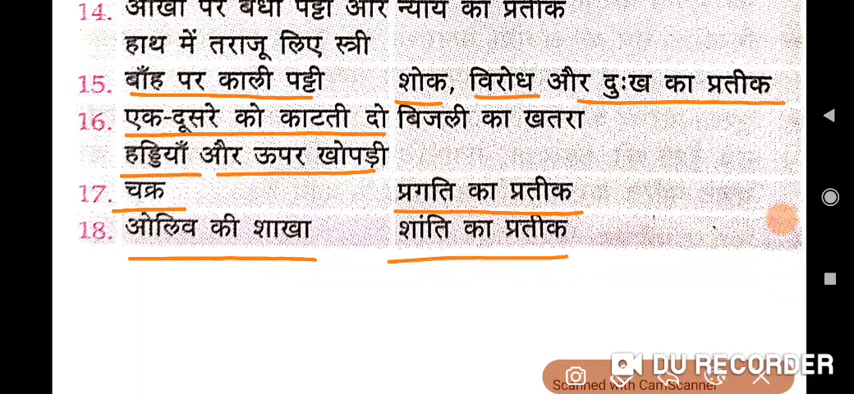 14. आँखों पर बंधी पट्टी और न्याय का प्रतीक
हाथ में तराजू लिए स्त्री
15. बाँह पर काली पट्टी शोक, विरोध और दुःख का प्रतीक
16. एक-दूसरे को काटती दो बिजली का खतरा
हड्डियाँ और ऊपर खोपड़ी
17. चक्र प्रगति का प्रतीक
18. ओलिव की शाखा शांति का प्रतीक
DU RECORDER
Scanned with CamScanner